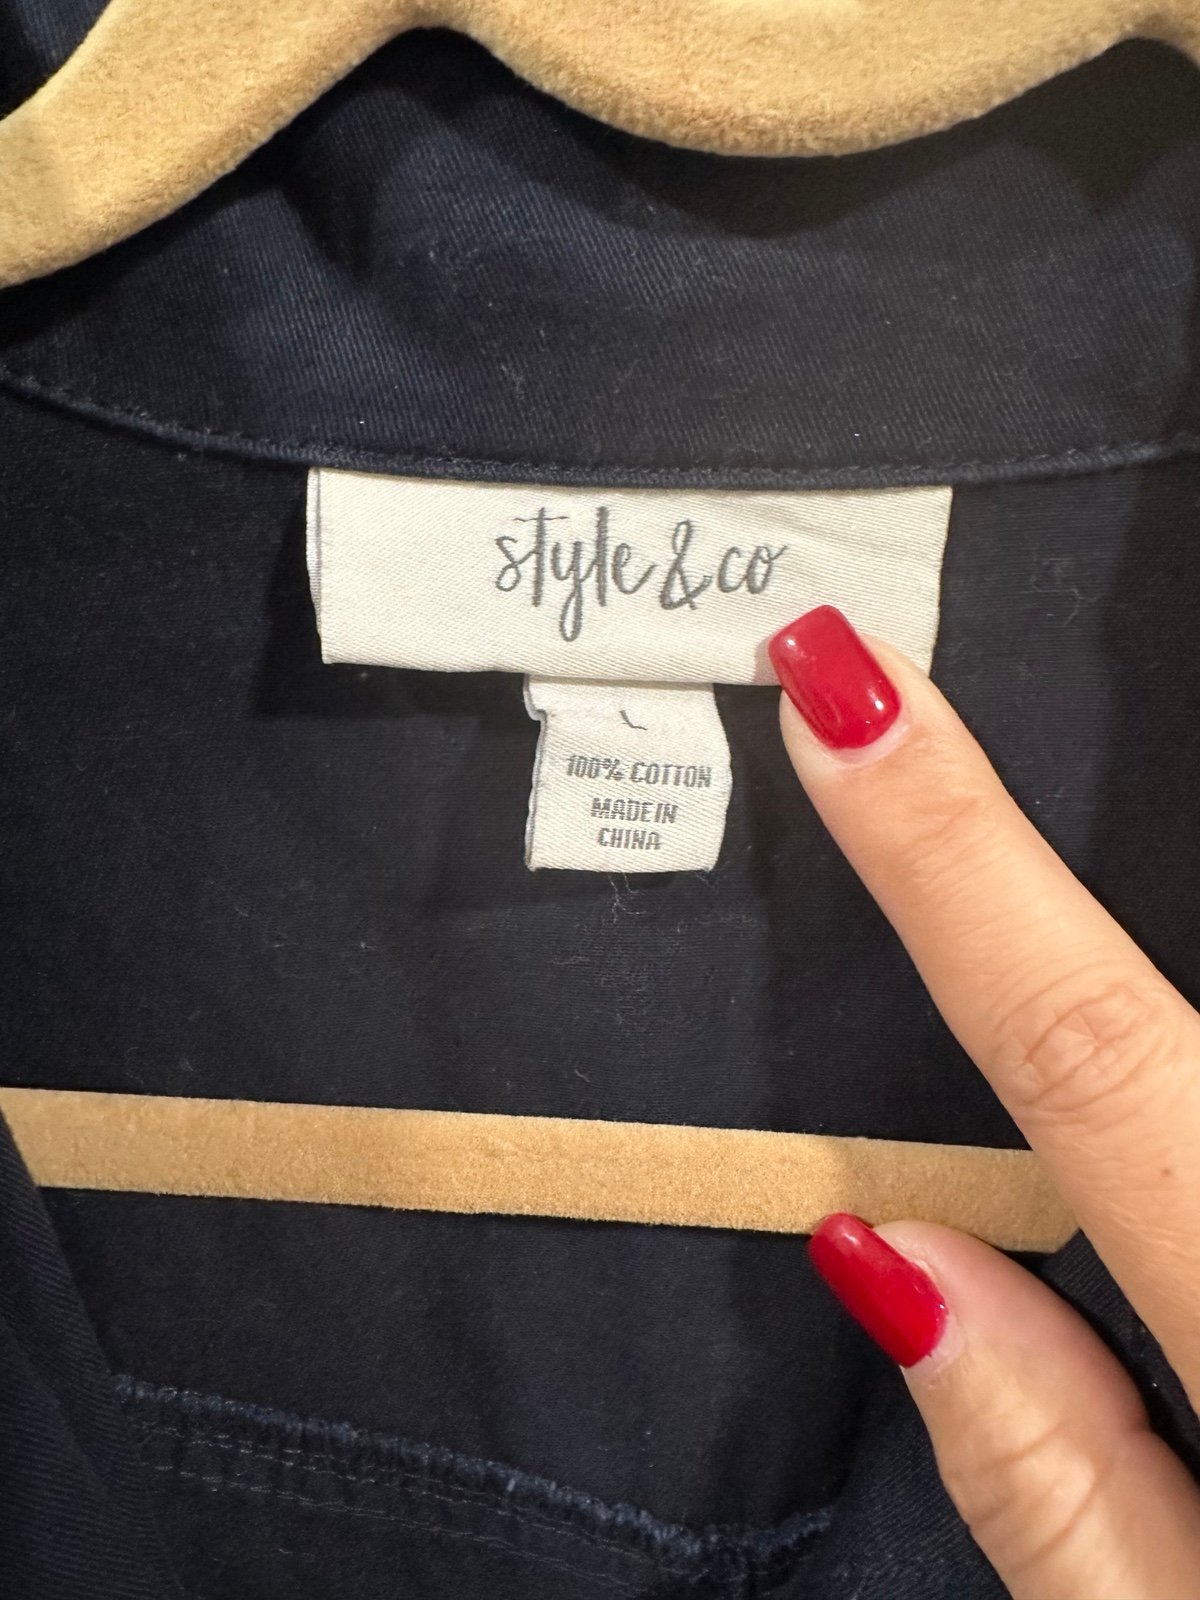 style & co
L
100% COTTON
MADE IN
CHINA